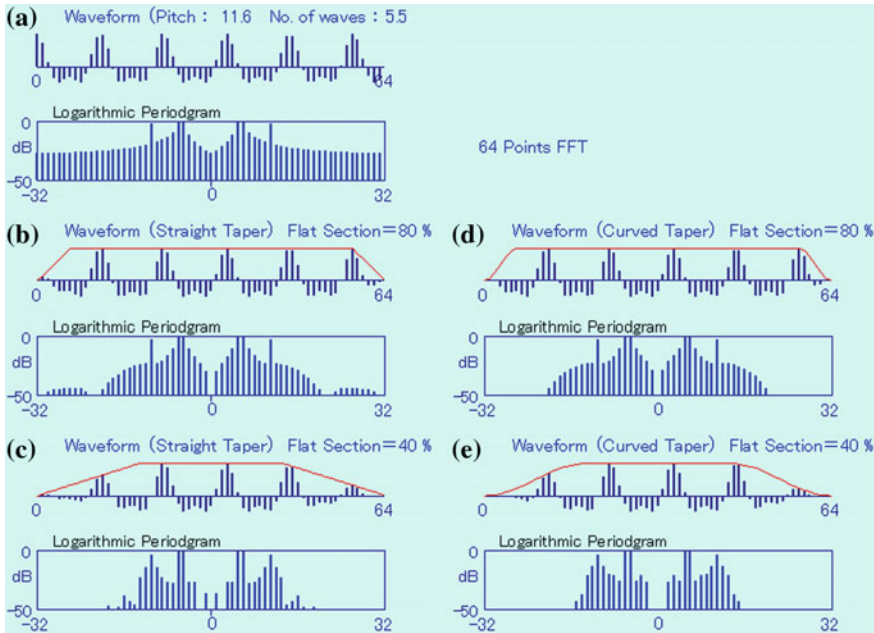 (a) Waveform (Pitch : 11.6 No. of waves : 5.5
0 64
Logarithmic Periodgram
0
dB
-50
-32 0 32
64 Points FFT
(b) Waveform (Straight Taper) Flat Section=80 %
0 64
Logarithmic Periodgram
0
dB
-50
-32 0 32
(d) Waveform (Curved Taper) Flat Section=80 %
0 64
Logarithmic Periodgram
0
dB
-50
-32 0 32
(c) Waveform (Straight Taper) Flat Section=40 %
0 64
Logarithmic Periodgram
0
dB
-50
-32 0 32
(e) Waveform (Curved Taper) Flat Section=40 %
0 64
Logarithmic Periodgram
0
dB
-50
-32 0 32